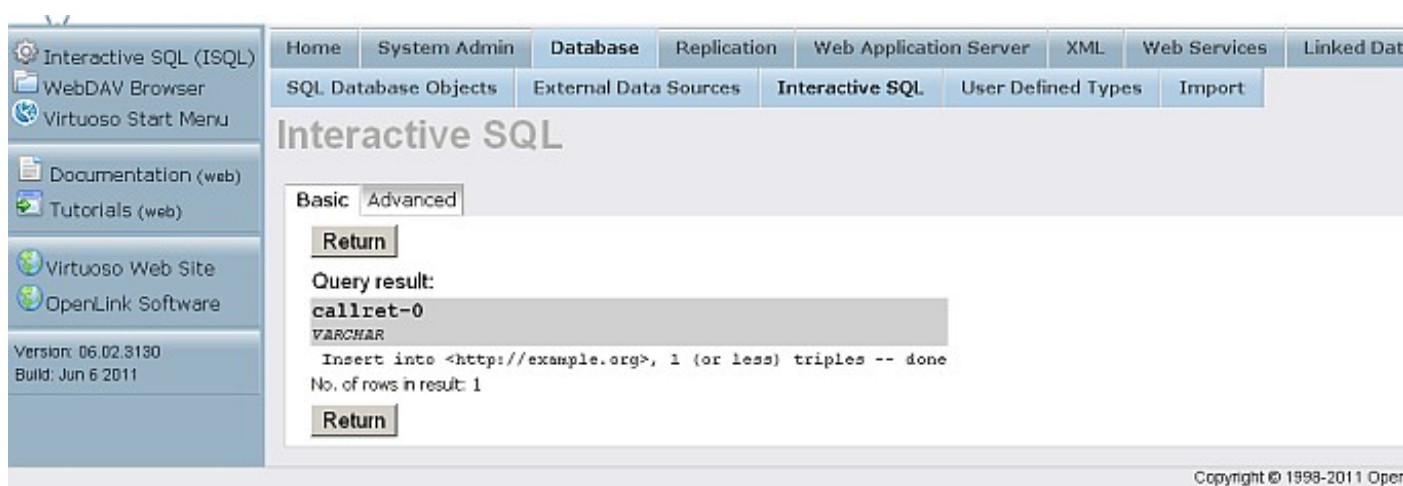 Interactive SQL (ISQL)
WebDAV Browser
Virtuoso Start Menu
Documentation (web)
Tutorials (web)
Virtuoso Web Site
OpenLink Software
Version: 06.02.3130
Build: Jun 6 2011
Home System Admin Database Replication Web Application Server XML Web Services Linked Dat
SQL Database Objects External Data Sources Interactive SQL User Defined Types Import
Interactive SQL
Basic Advanced
Return
Query result:
callret-0
VARCHAR
Insert into <http://example.org>, 1 (or less) triples -- done
No. of rows in result: 1
Return
Copyright © 1998-2011 Oper